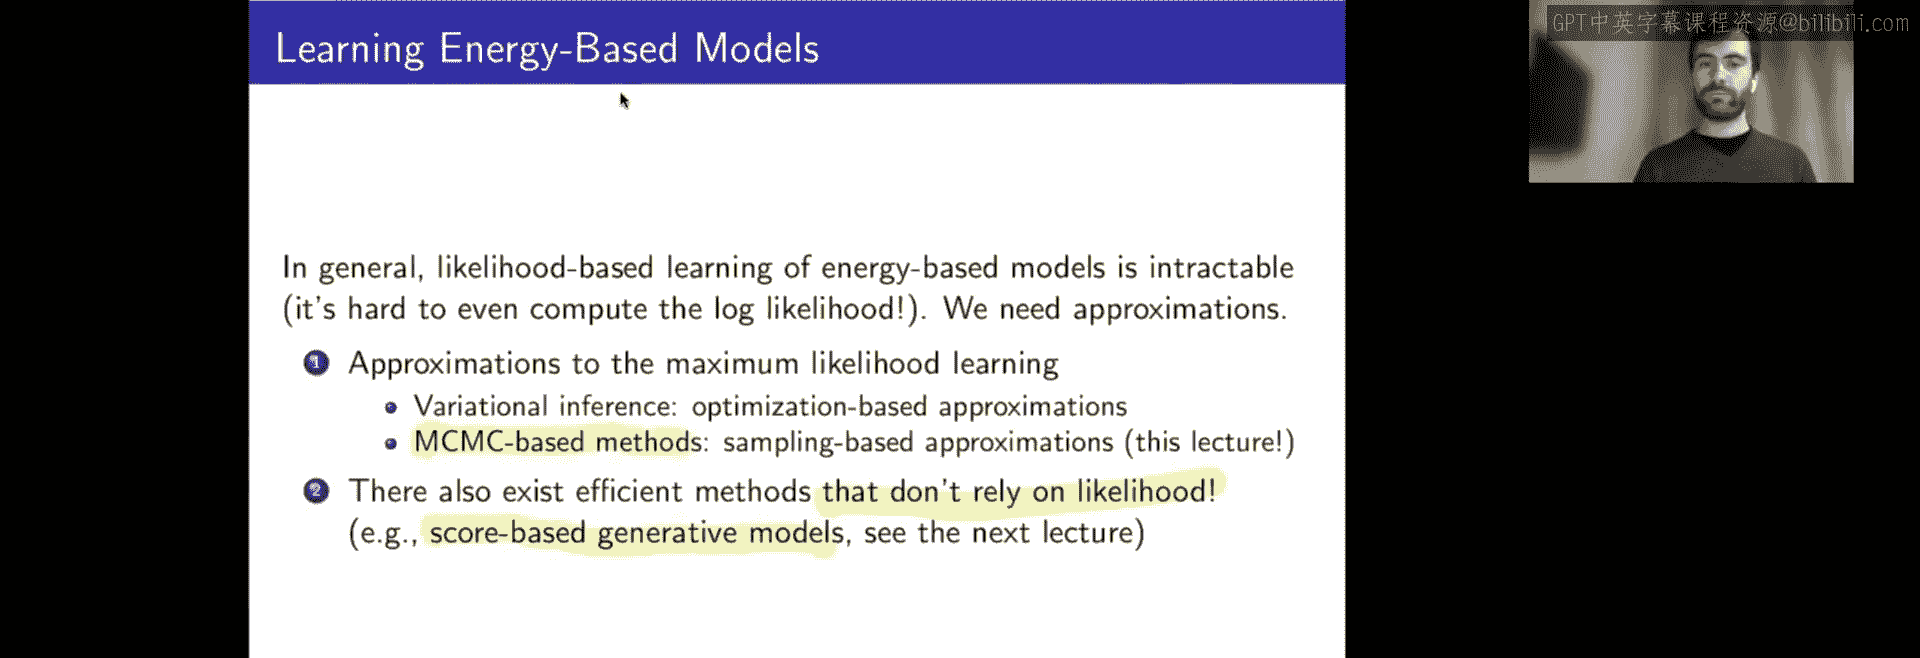 Learning Energy-Based Models
GPT中英字幕课程资源@bilibili.com
In general, likelihood-based learning of energy-based models is intractable
(it's hard to even compute the log likelihood!). We need approximations.
1 Approximations to the maximum likelihood learning
• Variational inference: optimization-based approximations
• MCMC-based methods: sampling-based approximations (this lecture!)
2 There also exist efficient methods that don't rely on likelihood!
(e.g., score-based generative models, see the next lecture)